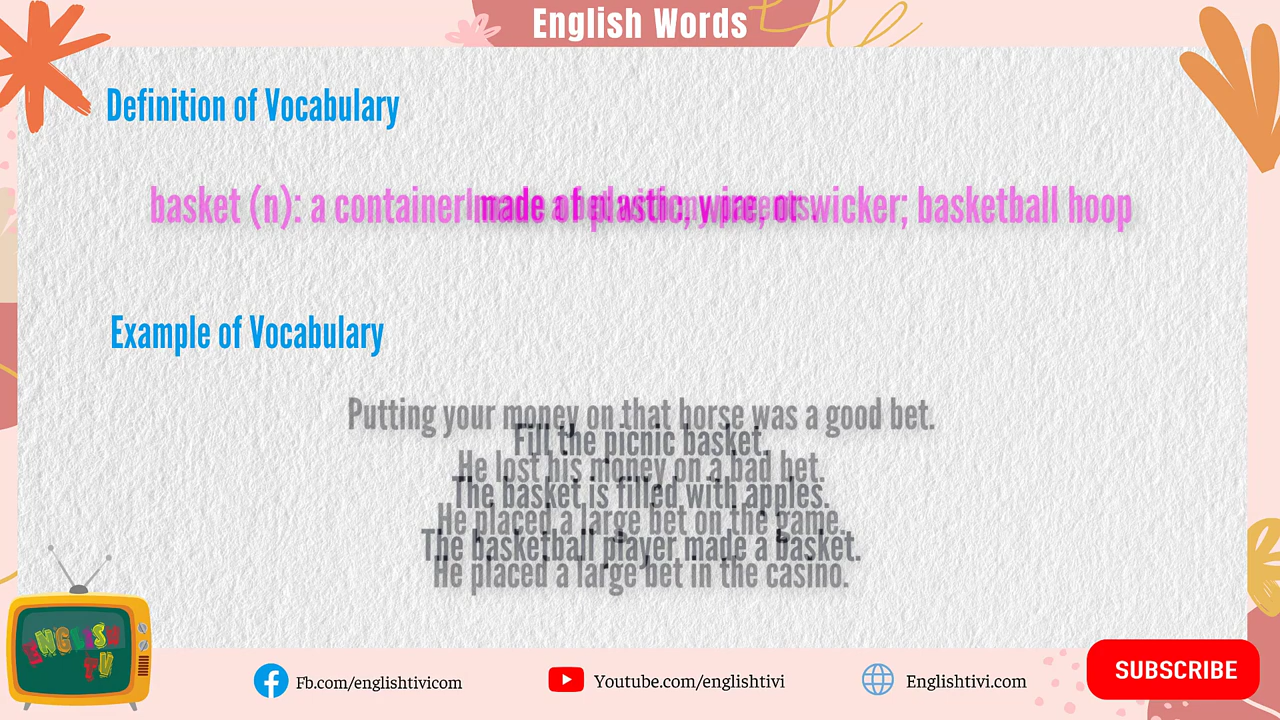 English Words
Definition of Vocabulary
basket (n): a container made of plastic, wire, or wicker; basketball hoop
Example of Vocabulary
Putting your money on that horse was a good bet.
Fill the picnic basket.
He lost his money on a bad bet.
The basket is filled with apples.
He placed a large bet on the game.
The basketball player made a basket.
He placed a large bet in the casino.
ENGLISH
TV
Fb.com/englishtivicom
Youtube.com/englishtivi
Englishtivi.com
SUBSCRIBE